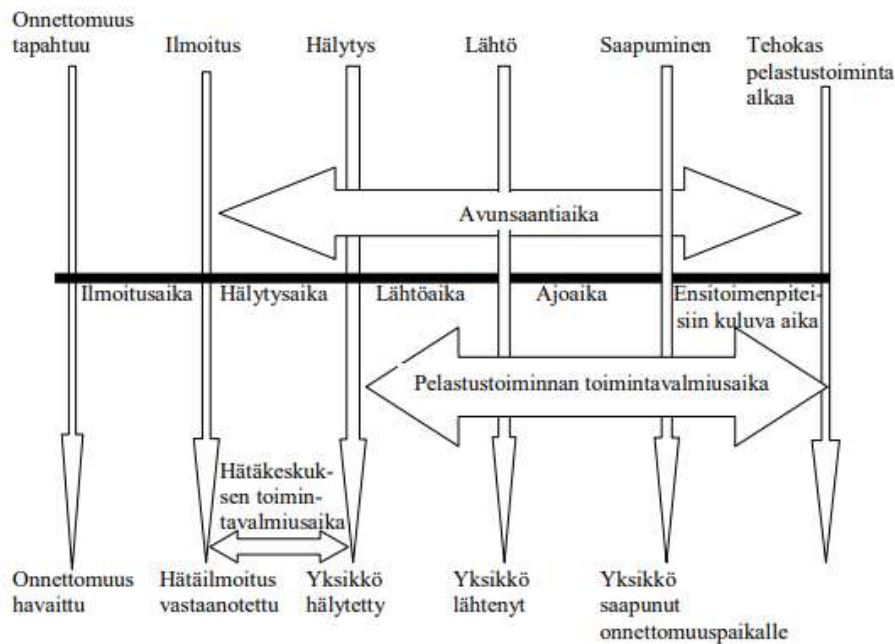 Onnettomuus
tapahtuu
Ilmoitus
Hälytys
Lähtö
Saapuminen
Tehokas
pelastustoiminta
alkaa
Avunsaantiaika
Ilmoitusaika
Hälytysaika
Lähtöaika
Ajoaika
Ensitoimenpitei-
siin kuluva aika
Pelastustoiminnan toimintavalmiusaika
Hätäkeskuk-
sen toimin-
tavalmiusaika
Onnettomuus
havaittu
Hätäilmoitus
vastaanotettu
Yksikkö
hälytetty
Yksikkö
lähtenyt
Yksikkö
saapunut
onnettomuuspaikalle